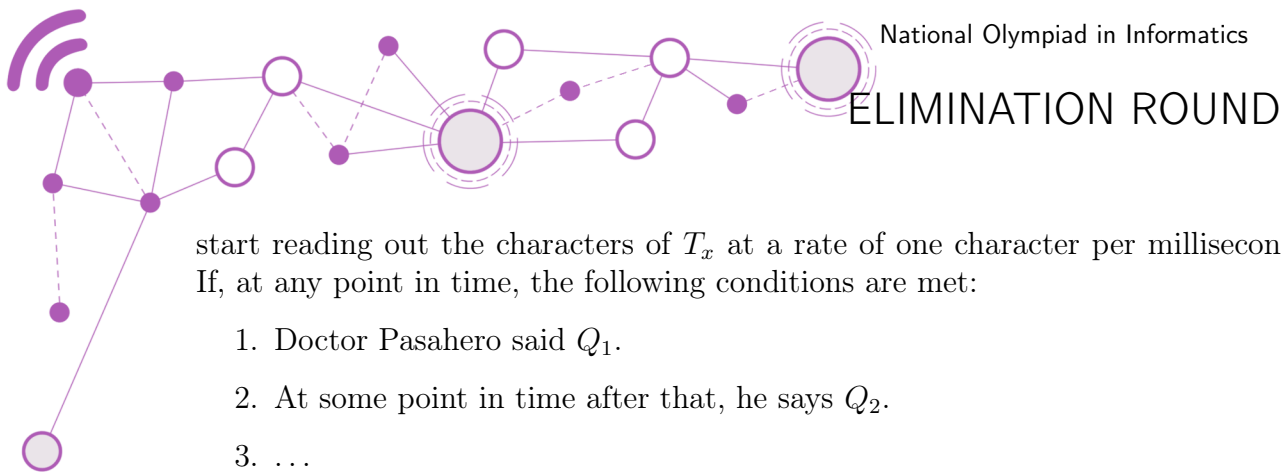 National Olympiad in Informatics
ELIMINATION ROUND
start reading out the characters of $T_x$ at a rate of one character per millisecon
If, at any point in time, the following conditions are met:
1. Doctor Pasahero said $Q_1$.
2. At some point in time after that, he says $Q_2$.
3. . . .